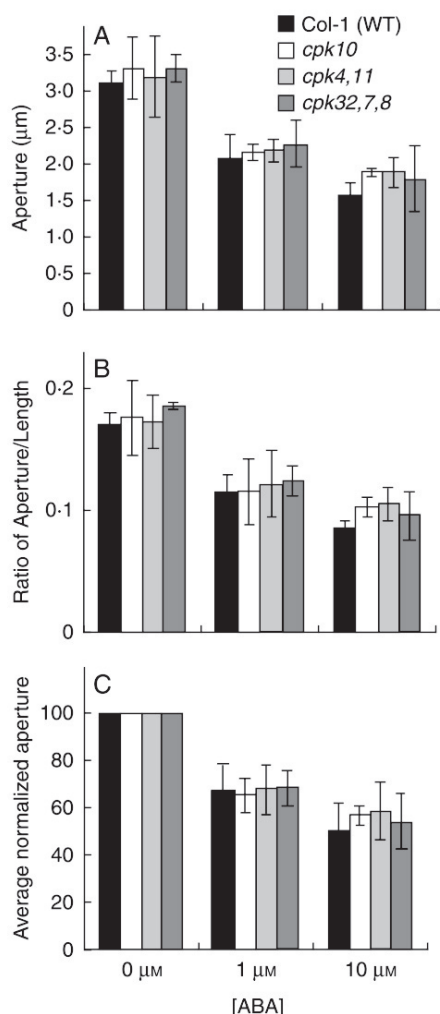 A
Col-1 (WT)
cpk10
cpk4,11
cpk32,7,8
Aperture (μm)
3·5
3·0
2·5
2·0
1·5
1·0
3·5
0
B
Ratio of Aperture/Length
0.2
0.1
0
C
Average normalized aperture
100
80
60
40
20
0
0 μM
1 μM
10 μM
[ABA]